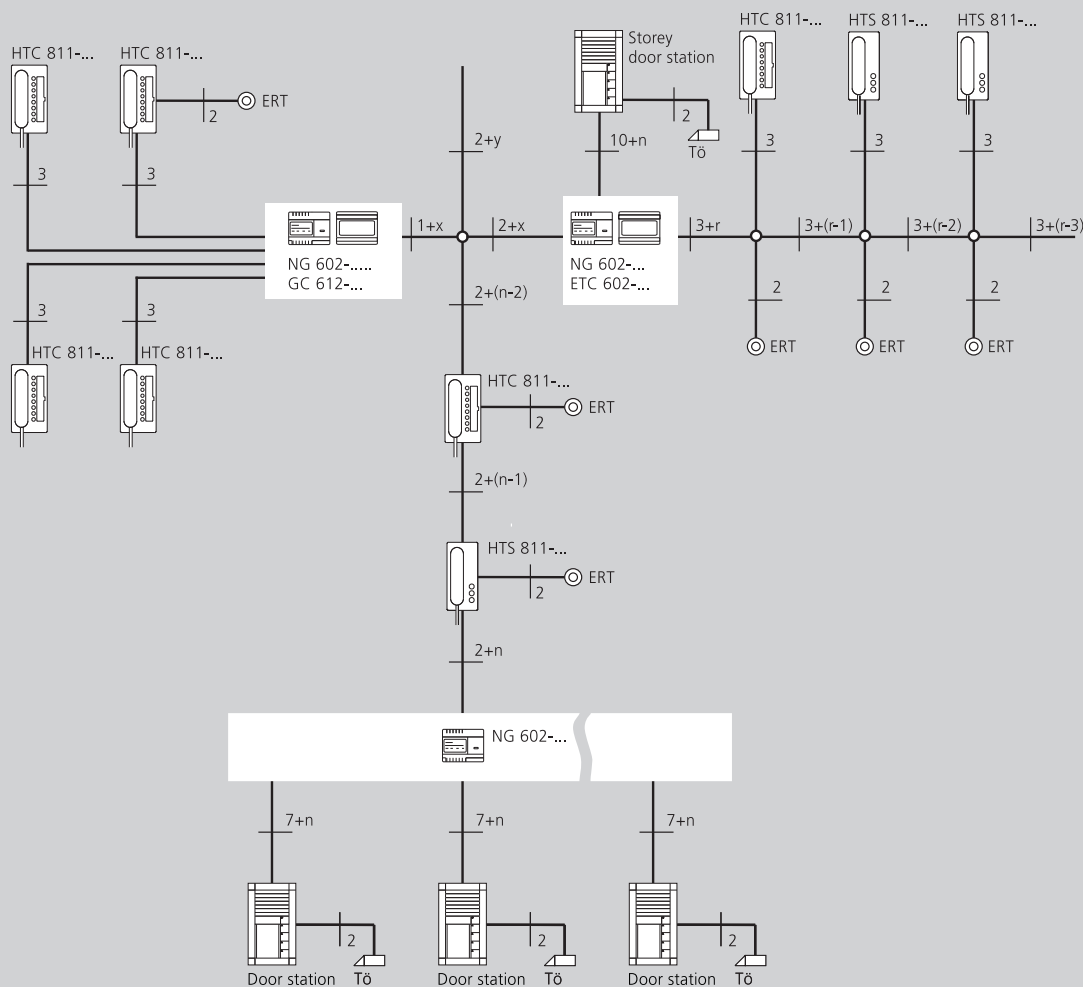 HTC 811-...
HTC 811-...
Storey
door station
HTC 811-...
HTS 811-...
HTS 811-...
2
ERT
2
Tö
2+y
10+n
3
3
3
3
3
1+x
2+x
3+r
3+(r-1)
3+(r-2)
3+(r-3)
NG 602-.....
GC 612-...
NG 602-...
ETC 602-...
2+(n-2)
2
2
2
3
3
ERT
ERT
ERT
HTC 811-...
HTC 811-...
HTC 811-...
2
ERT
2+(n-1)
HTS 811-...
2
ERT
2+n
NG 602-...
7+n
7+n
7+n
2
2
2
Door station
Tö
Door station
Tö
Door station
Tö